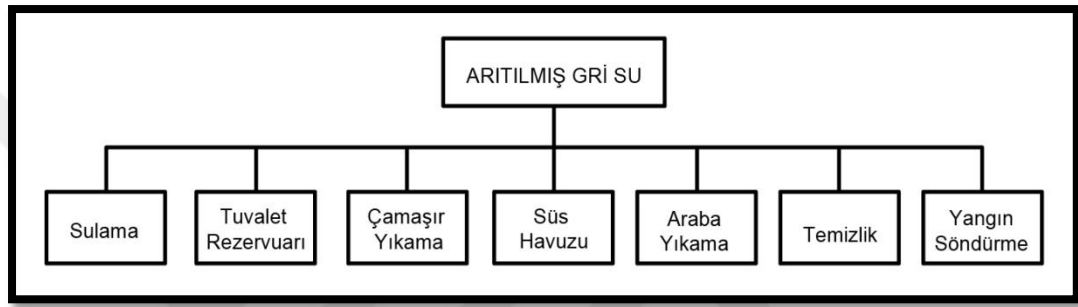 ARITILMIŞ GRİ SU
Sulama
Tuvalet
Rezervuarı
Çamaşır
Yıkama
Süs
Havuzu
Araba
Yıkama
Temizlik
Yangın
Söndürme